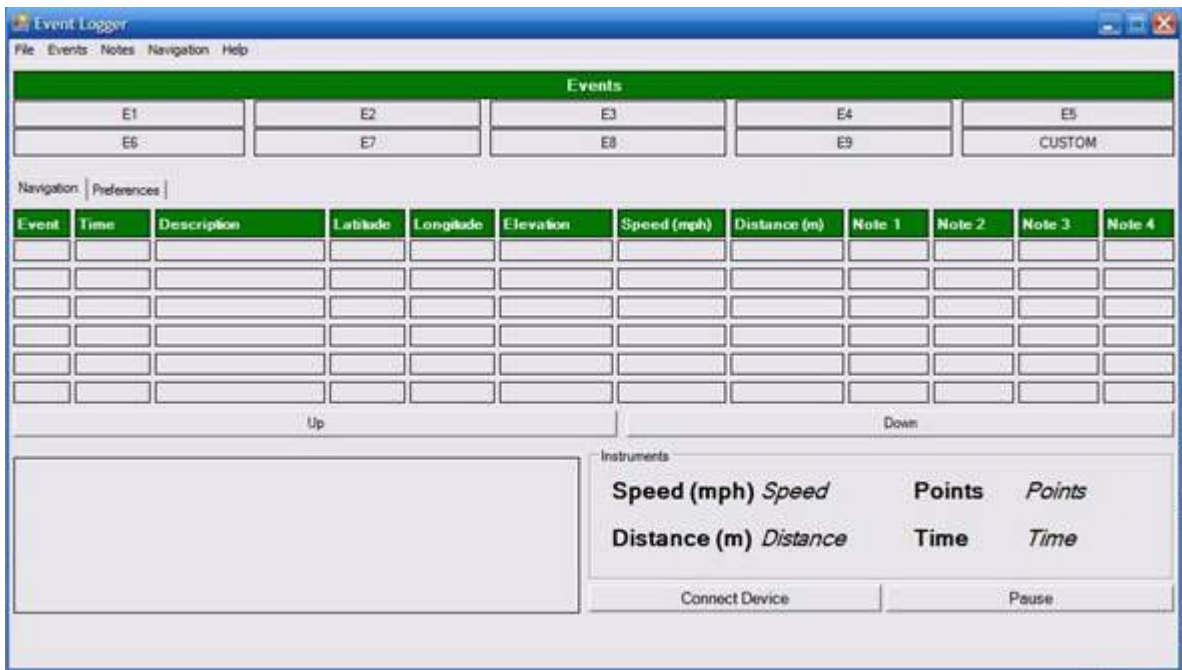 Event Logger
File Events Notes Navigation Help
Events
E1 E2 E3 E4 E5
E6 E7 E8 E9 CUSTOM
Navigation Preferences
Event Time Description Latitude Longitude Elevation Speed (mph) Distance (m) Note 1 Note 2 Note 3 Note 4
Up Down
Instruments
Speed (mph) Speed Points Points
Distance (m) Distance Time Time
Connect Device Pause